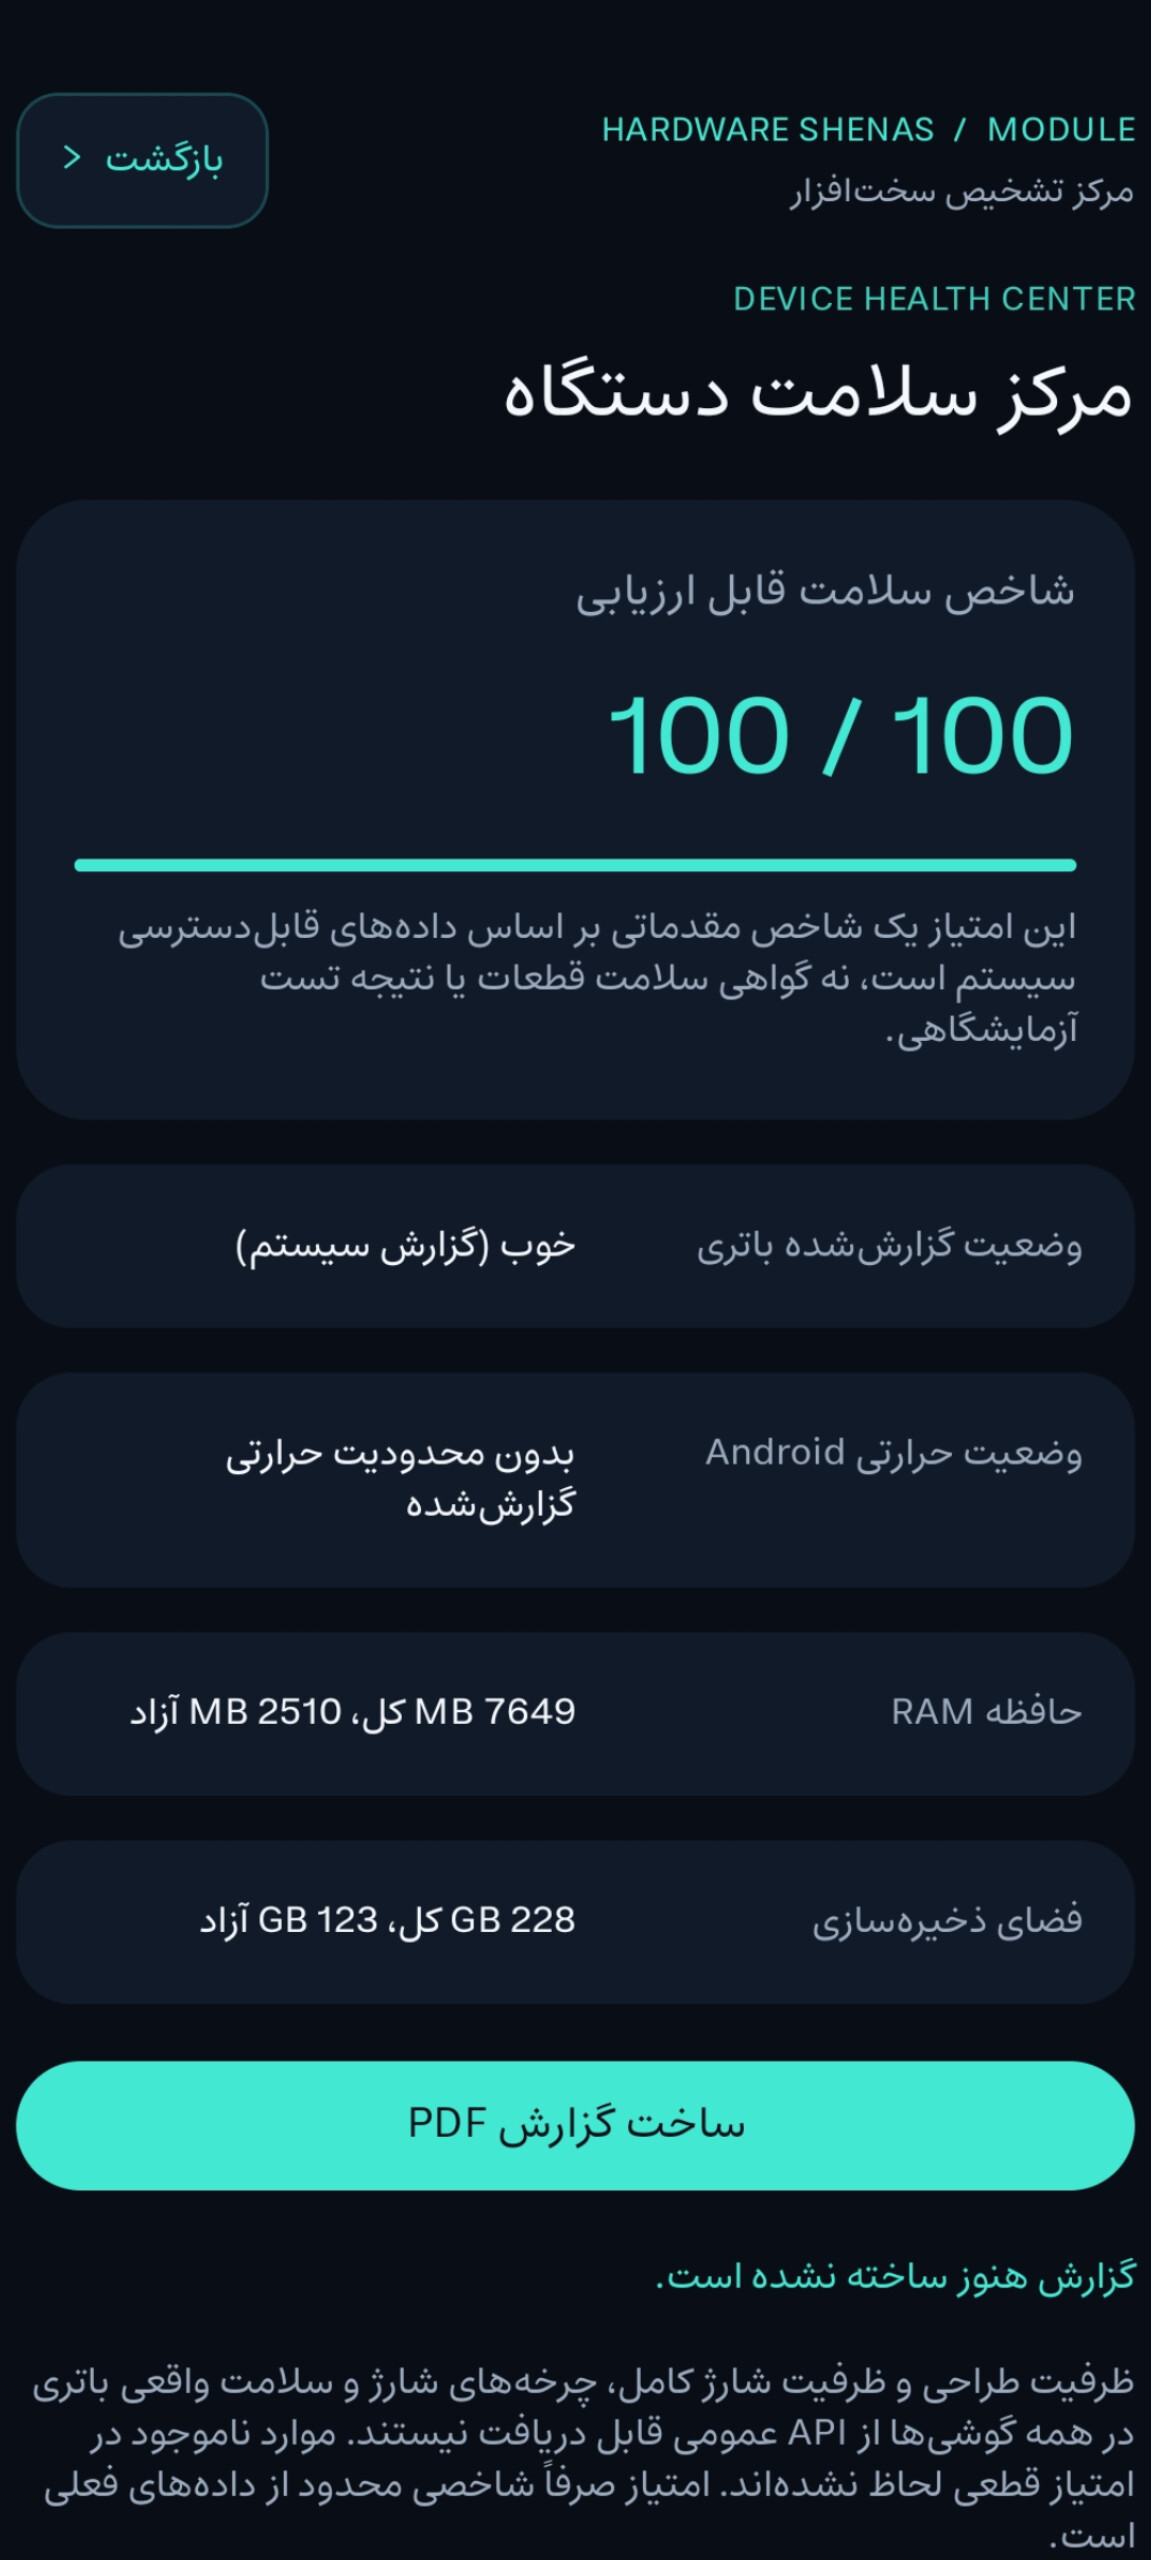 HARDWARE SHENAS / MODULE
مرکز تشخیص سخت‌افزار
بازگشت >
DEVICE HEALTH CENTER
مرکز سلامت دستگاه
شاخص سلامت قابل ارزیابی
100 / 100
این امتیاز یک شاخص مقدماتی بر اساس داده‌های قابل‌دسترسی
سیستم است، نه گواهی سلامت قطعات یا نتیجه تست
آزمایشگاهی.
وضعیت گزارش‌شده باتری
خوب (گزارش سیستم)
وضعیت حرارتی Android
بدون محدودیت حرارتی
گزارش‌شده
حافظه RAM
7649 MB کل، 2510 MB آزاد
فضای ذخیره‌سازی
228 GB کل، 123 GB آزاد
ساخت گزارش PDF
گزارش هنوز ساخته نشده است.
ظرفیت طراحی و ظرفیت شارژ کامل، چرخه‌های شارژ و سلامت واقعی باتری
در همه گوشی‌ها از API عمومی قابل دریافت نیستند. موارد ناموجود در
امتیاز قطعی لحاظ نشده‌اند. امتیاز صرفاً شاخصی محدود از داده‌های فعلی
است.